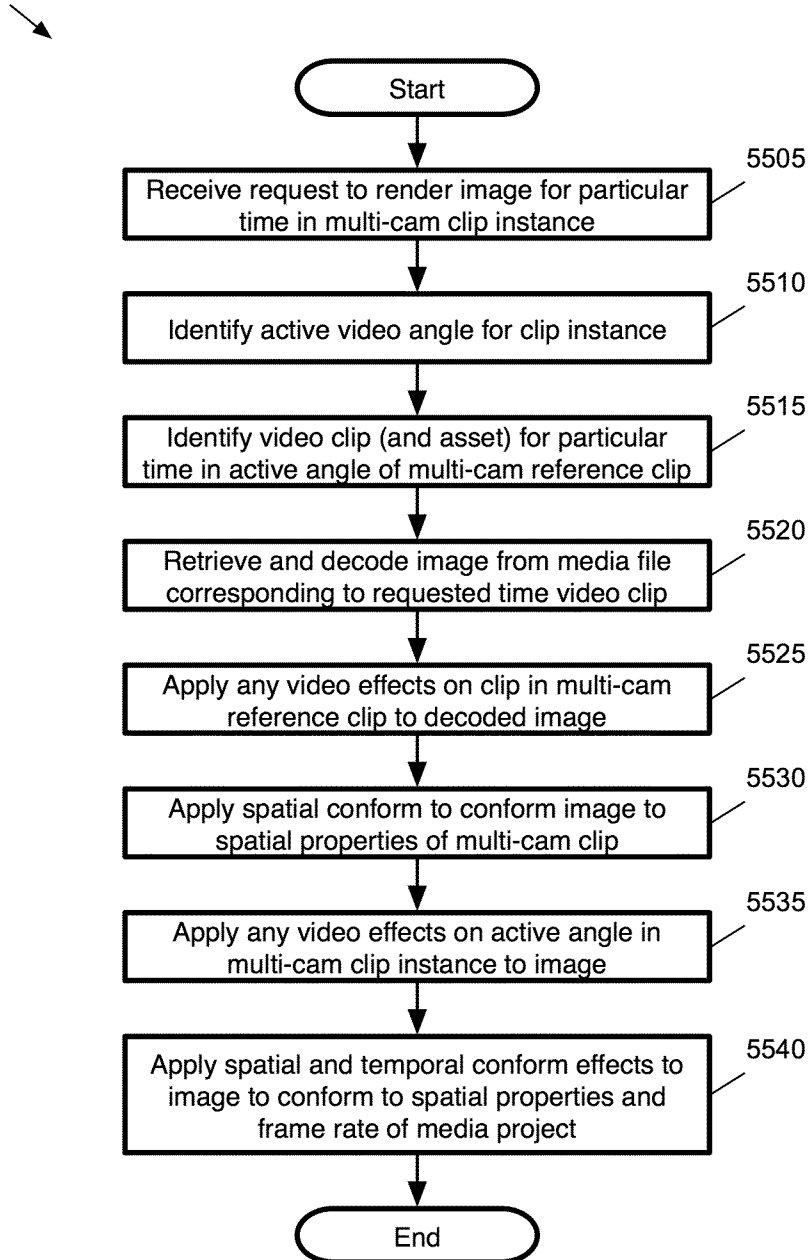 Start
5505
Receive request to render image for particular
time in multi-cam clip instance
5510
Identify active video angle for clip instance
5515
Identify video clip (and asset) for particular
time in active angle of multi-cam reference clip
5520
Retrieve and decode image from media file
corresponding to requested time video clip
5525
Apply any video effects on clip in multi-cam
reference clip to decoded image
5530
Apply spatial conform to conform image to
spatial properties of multi-cam clip
5535
Apply any video effects on active angle in
multi-cam clip instance to image
5540
Apply spatial and temporal conform effects to
image to conform to spatial properties and
frame rate of media project
End